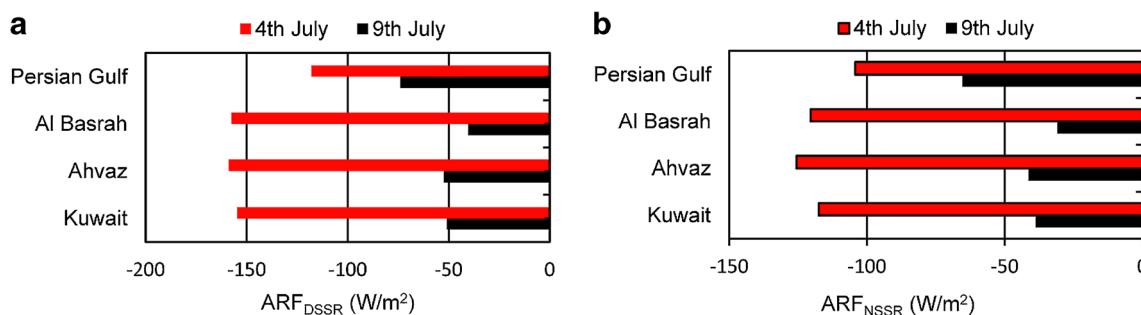 a
4th July 9th July
Persian Gulf
Al Basrah
Ahvaz
Kuwait
-200 -150 -100 -50 0
ARF_DSSR (W/m²)
b
4th July 9th July
Persian Gulf
Al Basrah
Ahvaz
Kuwait
-150 -100 -50 0
ARF_NSSR (W/m²)